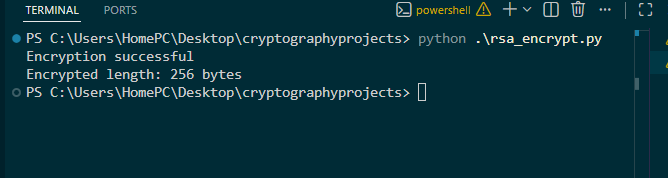 TERMINAL PORTS powershell
PS C:\Users\HomePC\Desktop\cryptographyprojects> python .\rsa_encrypt.py
Encryption successful
Encrypted length: 256 bytes
PS C:\Users\HomePC\Desktop\cryptographyprojects>